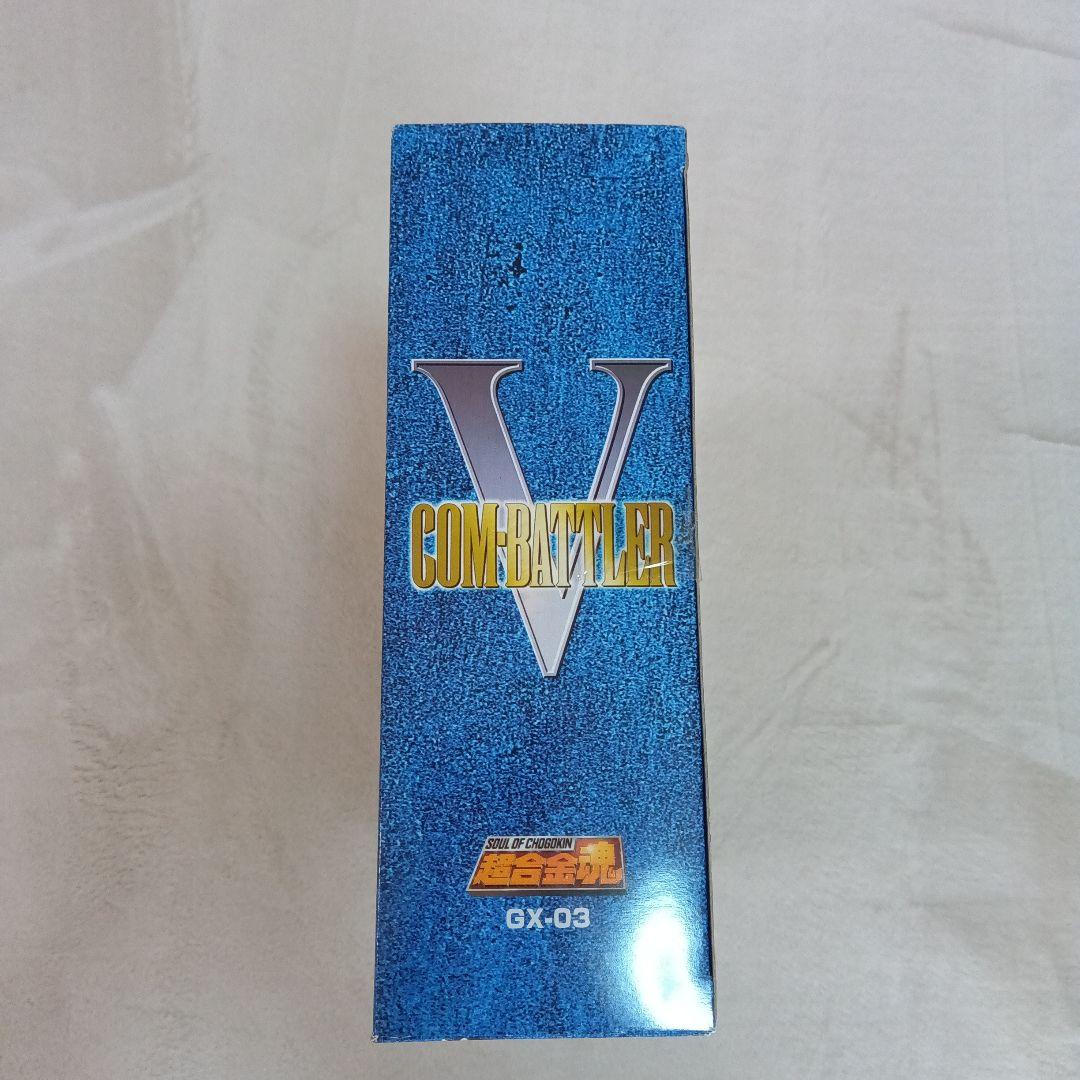 V
COM-BATTLER
SOUL OF CHOGOKIN
超合金魂
GX-03